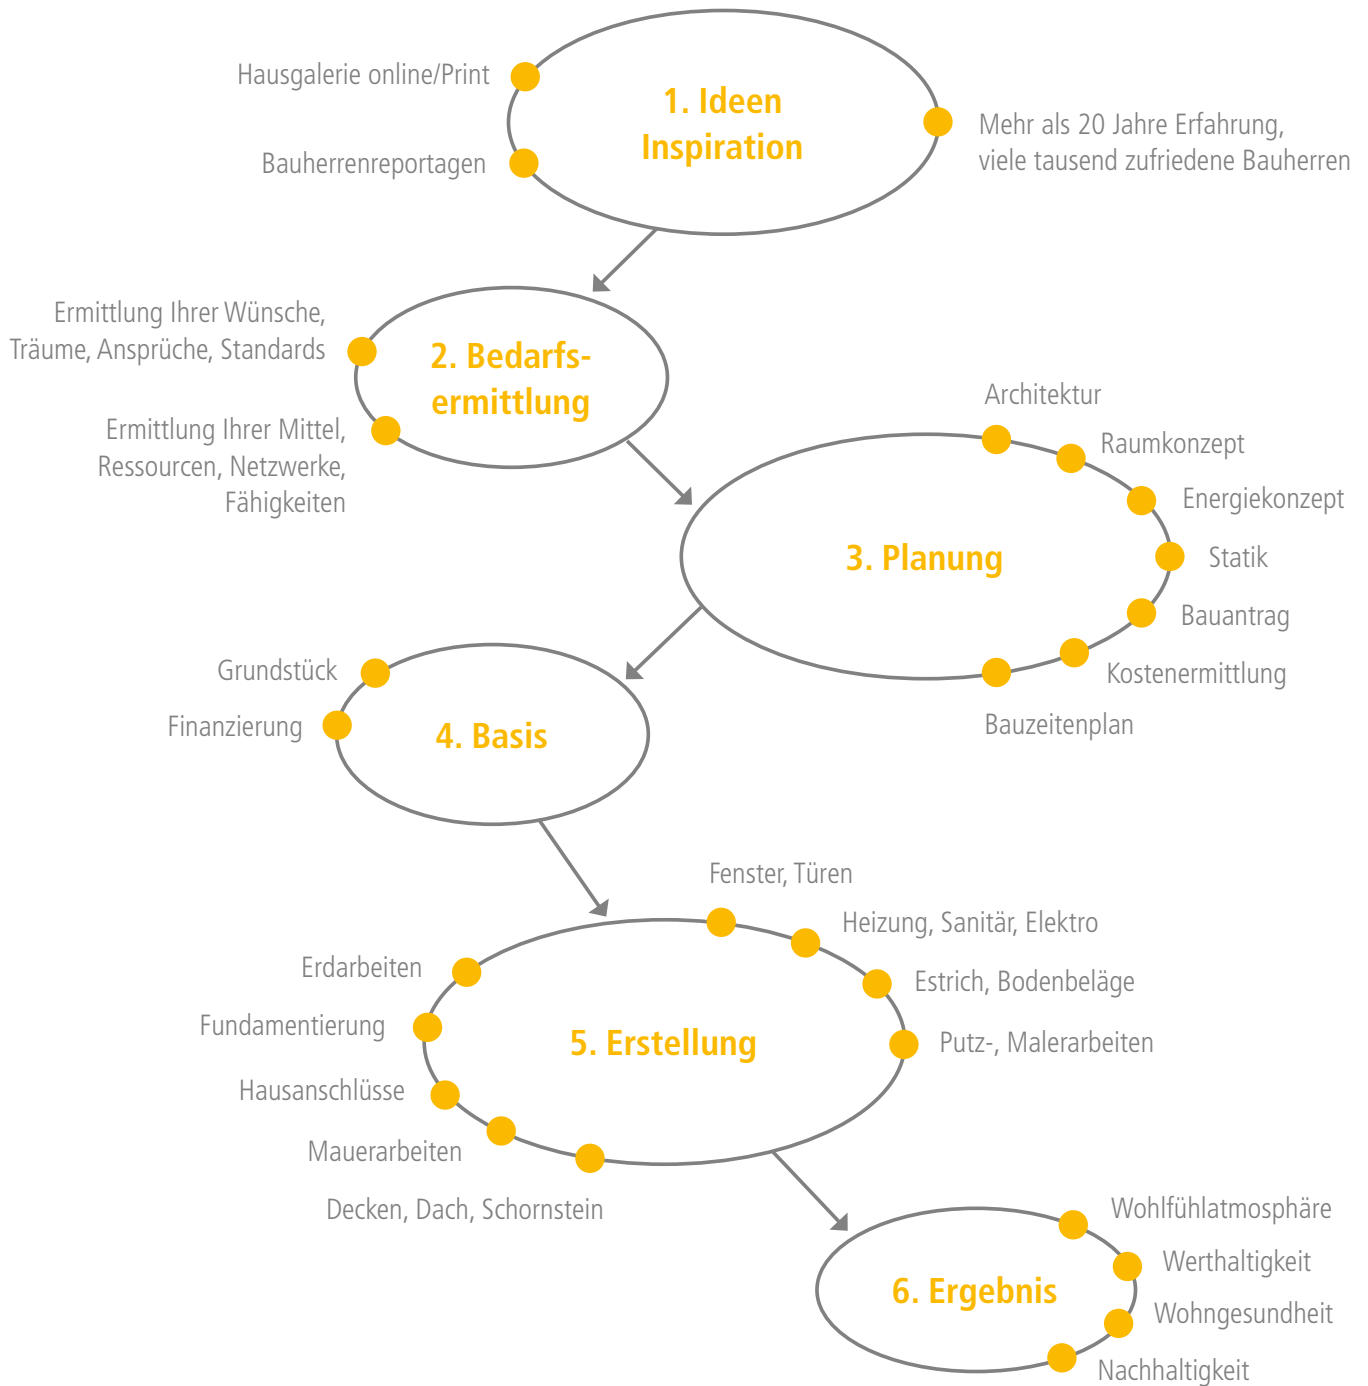 Hausgalerie online/Print
Bauherrenreportagen
1. Ideen
Inspiration
Mehr als 20 Jahre Erfahrung,
viele tausend zufriedene Bauherren
Ermittlung Ihrer Wünsche,
Träume, Ansprüche, Standards
Ermittlung Ihrer Mittel,
Ressourcen, Netzwerke,
Fähigkeiten
2. Bedarfs-
ermittlung
Architektur
Raumkonzept
Energiekonzept
Statik
Bauantrag
Kostenermittlung
Bauzeitenplan
3. Planung
Grundstück
Finanzierung
4. Basis
Fenster, Türen
Heizung, Sanitär, Elektro
Estrich, Bodenbeläge
Putz-, Malerarbeiten
Erdarbeiten
Fundamentierung
Hausanschlüsse
Mauerarbeiten
Decken, Dach, Schornstein
5. Erstellung
Wohlfühlatmosphäre
Werthaltigkeit
Wohngesundheit
Nachhaltigkeit
6. Ergebnis